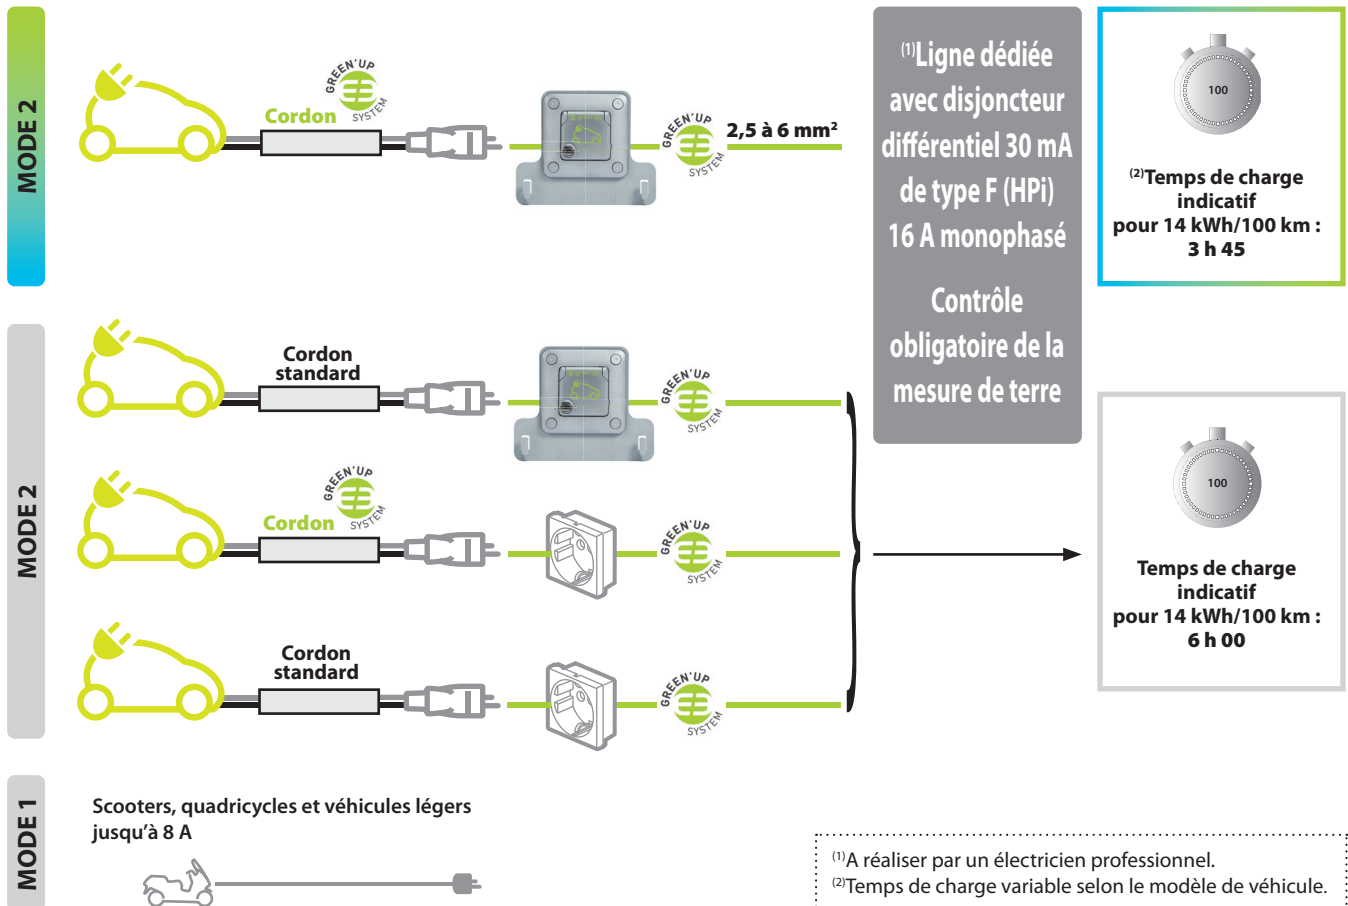 MODE 2
GREEN'UP
SYSTEM
Cordon
GREEN'UP
SYSTEM
2,5 à 6 mm²
(1)Ligne dédiée
avec disjoncteur
différentiel 30 mA
de type F (HPi)
16 A monophasé
Contrôle
obligatoire de la
mesure de terre
100
(2)Temps de charge
indicatif
pour 14 kWh/100 km :
3 h 45
MODE 2
Cordon
standard
GREEN'UP
SYSTEM
GREEN'UP
SYSTEM
Cordon
GREEN'UP
SYSTEM
Cordon
standard
GREEN'UP
SYSTEM
100
Temps de charge
indicatif
pour 14 kWh/100 km :
6 h 00
MODE 1
Scooters, quadricycles et véhicules légers
jusqu'à 8 A
(1)A réaliser par un électricien professionnel.
(2)Temps de charge variable selon le modèle de véhicule.